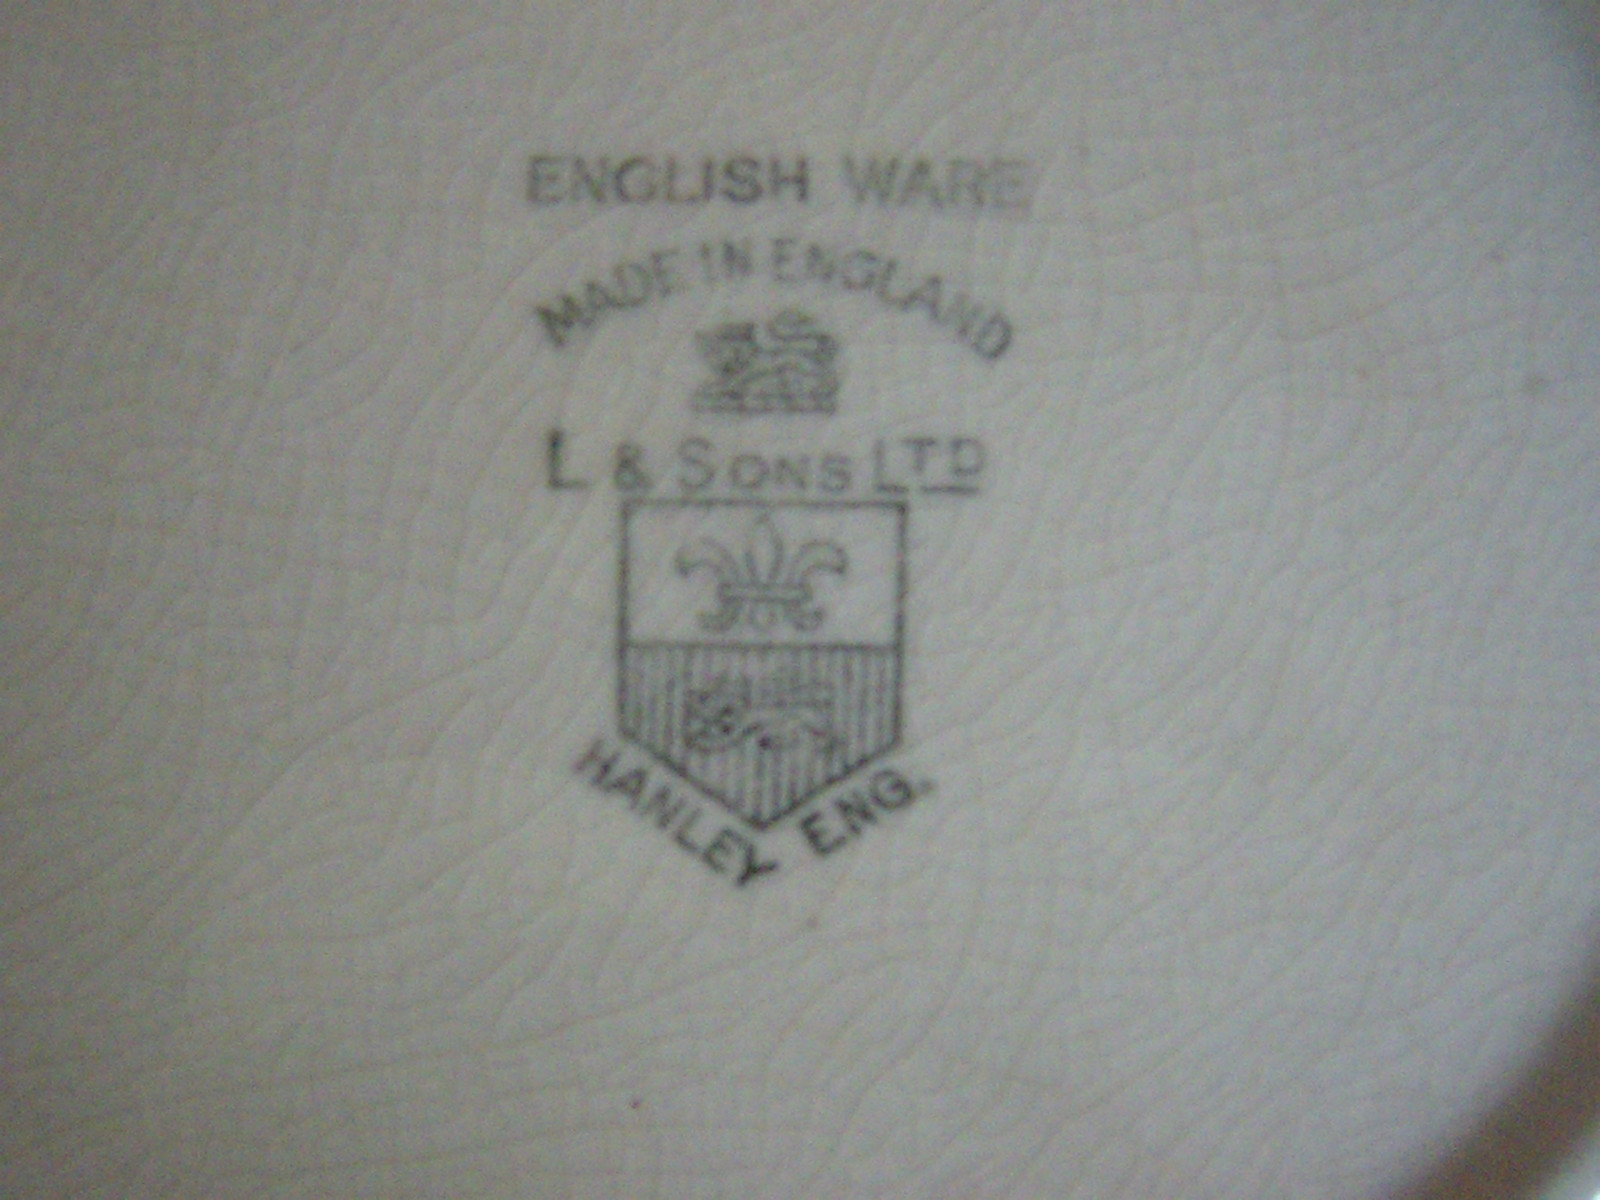 ENGLISH WARE
MADE IN ENGLAND
L & SONS LTD
HANLEY ENG.